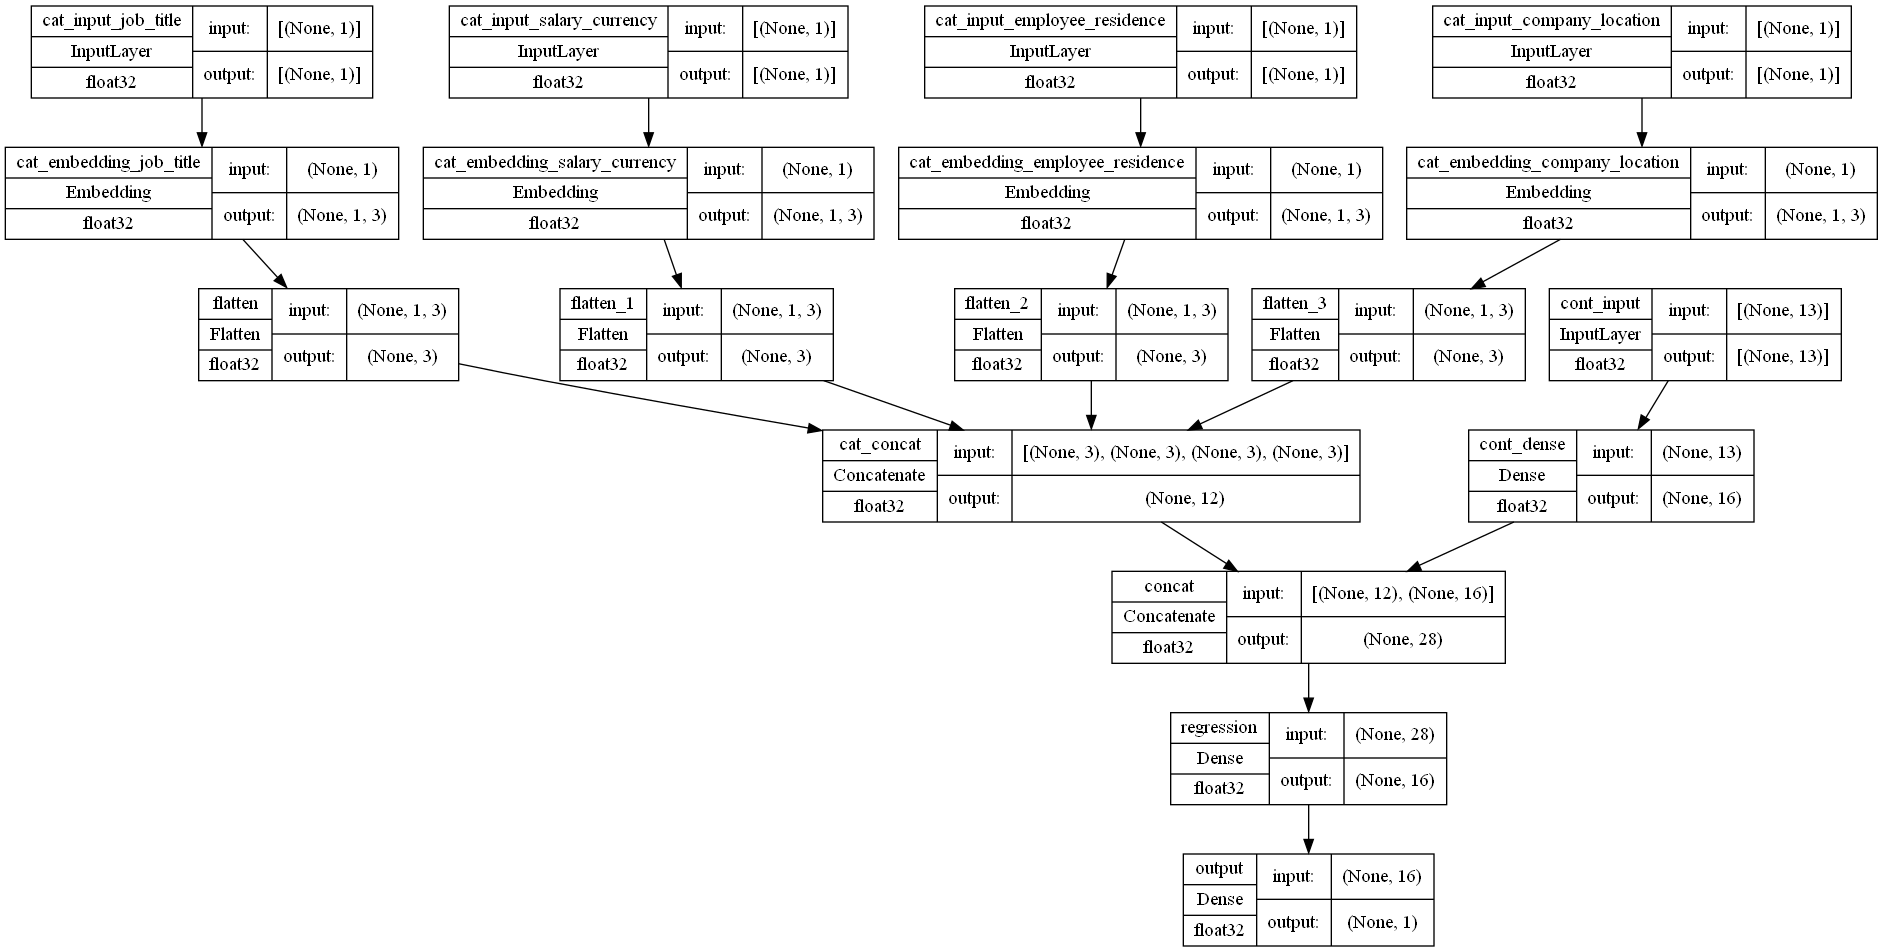 cat_input_job_title
InputLayer
float32
input:
[(None, 1)]
output:
[(None, 1)]
cat_input_salary_currency
InputLayer
float32
input:
[(None, 1)]
output:
[(None, 1)]
cat_input_employee_residence
InputLayer
float32
input:
[(None, 1)]
output:
[(None, 1)]
cat_input_company_location
InputLayer
float32
input:
[(None, 1)]
output:
[(None, 1)]
cat_embedding_job_title
Embedding
float32
input:
(None, 1)
output:
(None, 1, 3)
cat_embedding_salary_currency
Embedding
float32
input:
(None, 1)
output:
(None, 1, 3)
cat_embedding_employee_residence
Embedding
float32
input:
(None, 1)
output:
(None, 1, 3)
cat_embedding_company_location
Embedding
float32
input:
(None, 1)
output:
(None, 1, 3)
flatten
Flatten
float32
input:
(None, 1, 3)
output:
(None, 3)
flatten_1
Flatten
float32
input:
(None, 1, 3)
output:
(None, 3)
flatten_2
Flatten
float32
input:
(None, 1, 3)
output:
(None, 3)
flatten_3
Flatten
float32
input:
(None, 1, 3)
output:
(None, 3)
cont_input
InputLayer
float32
input:
[(None, 13)]
output:
[(None, 13)]
cat_concat
Concatenate
float32
input:
[(None, 3), (None, 3), (None, 3), (None, 3)]
output:
(None, 12)
cont_dense
Dense
float32
input:
(None, 13)
output:
(None, 16)
concat
Concatenate
float32
input:
[(None, 12), (None, 16)]
output:
(None, 28)
regression
Dense
float32
input:
(None, 28)
output:
(None, 16)
output
Dense
float32
input:
(None, 16)
output:
(None, 1)